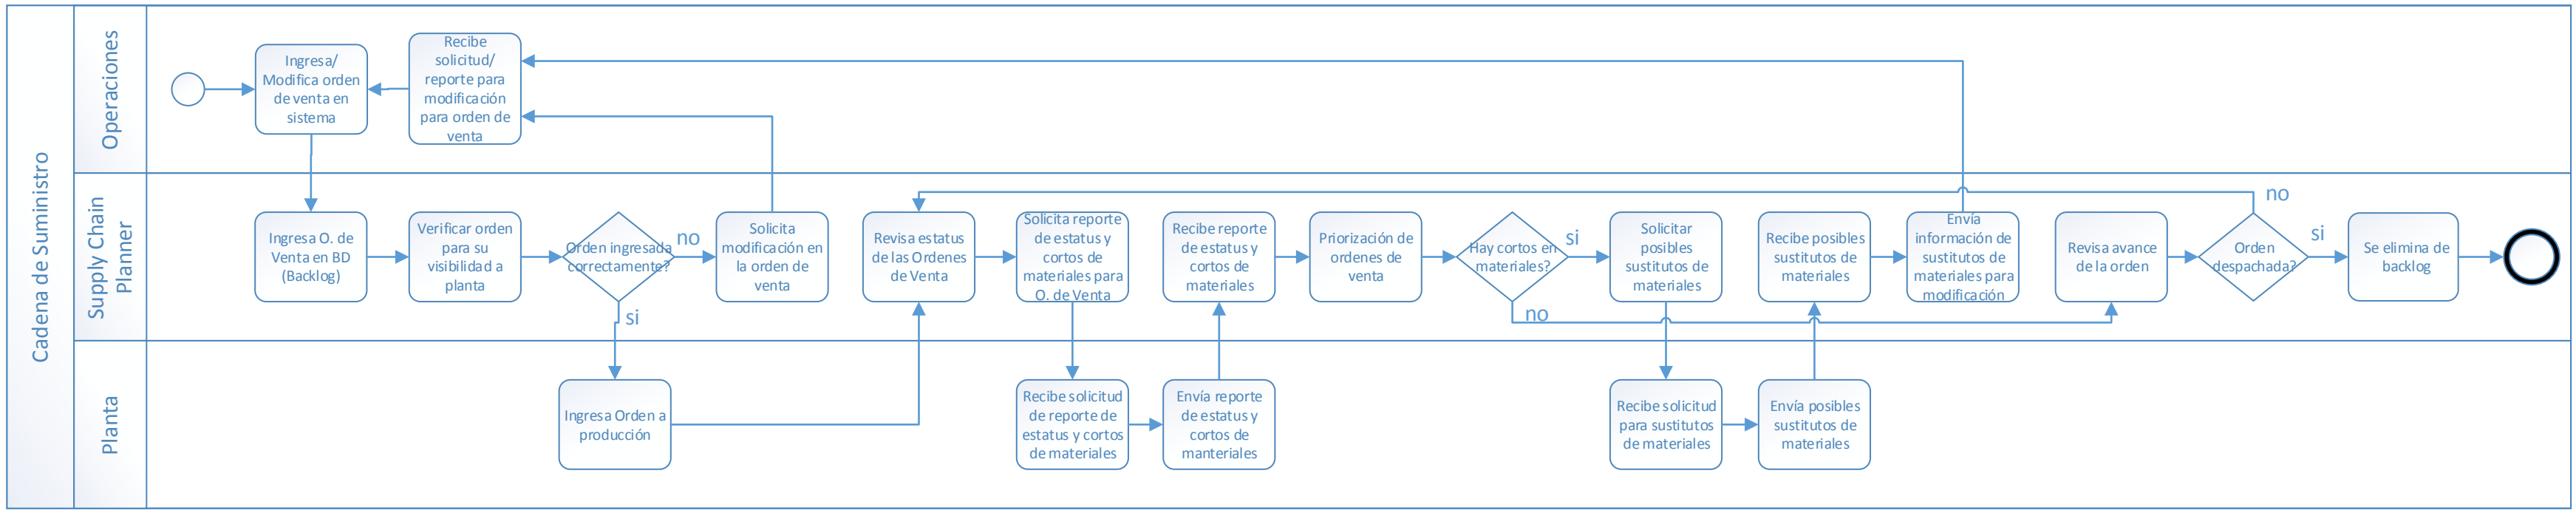 Cadena de Suministro
Operaciones
Ingresa/
Modifica orden
de venta en
sistema
Recibe
solicitud/
reporte para
modificación
para orden de
venta
Supply Chain
Planner
Ingresa O. de
Venta en BD
(Backlog)
Verificar orden
para su
visibilidad a
planta
Orden ingresada
correctamente?
no
si
Solicita
modificación en
la orden de
venta
Revisa estatus
de las Ordenes
de Venta
Solicita reporte
de estatus y
cortos de
materiales para
O. de Venta
Recibe reporte
de estatus y
cortos de
materiales
Priorización de
ordenes de
venta
Hay cortos en
materiales?
si
no
Solicitar
posibles
sustitutos de
materiales
Recibe posibles
sustitutos de
materiales
Envía
información de
sustitutos de
materiales para
modificación
Revisa avance
de la orden
Orden
despachada?
no
si
Se elimina de
backlog
Planta
Ingresa Orden a
producción
Recibe solicitud
de reporte de
estatus y cortos
de materiales
Envía reporte
de estatus y
cortos de
manteriales
Recibe solicitud
para sustitutos
de materiales
Envía posibles
sustitutos de
materiales